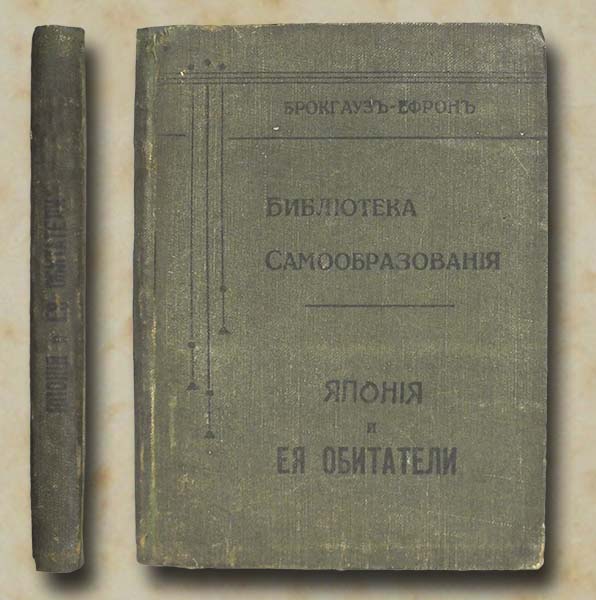 ЯПОНІЯ и ЕЯ ОБИТАТЕЛИ
БРОКГАУЗЪ-ЕФРОНЪ
БИБЛІОТЕКА
САМООБРАЗОВАНІЯ
ЯПОНІЯ
и
ЕЯ ОБИТАТЕЛИ